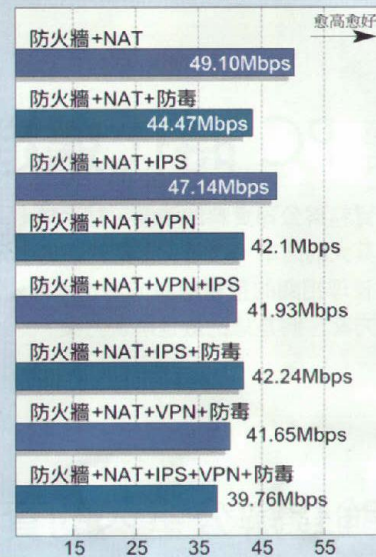 愈高愈好
防火牆+NAT
49.10Mbps
防火牆+NAT+防毒
44.47Mbps
防火牆+NAT+IPS
47.14Mbps
防火牆+NAT+VPN
42.1Mbps
防火牆+NAT+VPN+IPS
41.93Mbps
防火牆+NAT+IPS+防毒
42.24Mbps
防火牆+NAT+VPN+防毒
41.65Mbps
防火牆+NAT+IPS+VPN+防毒
39.76Mbps
15 25 35 45 55